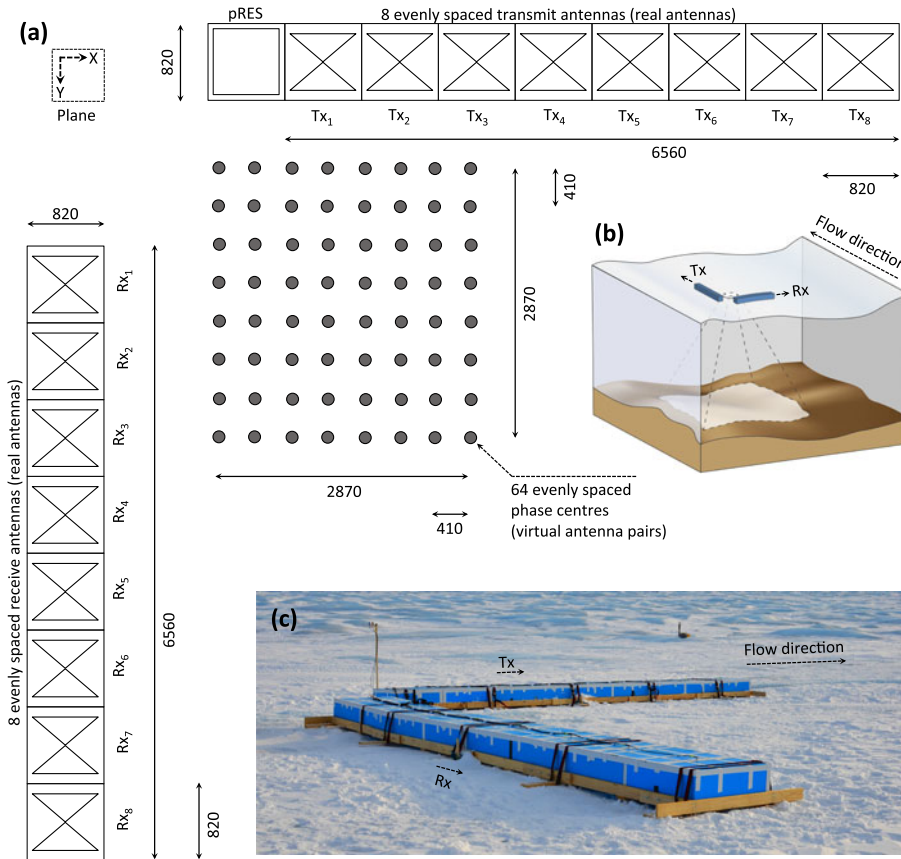 (a)
pRES
8 evenly spaced transmit antennas (real antennas)
X
Y
Plane
820
Tx1
Tx2
Tx3
Tx4
Tx5
Tx6
Tx7
Tx8
6560
820
410
2870
820
8 evenly spaced receive antennas (real antennas)
Rx1
Rx2
Rx3
Rx4
Rx5
Rx6
Rx7
Rx8
6560
820
2870
410
64 evenly spaced
phase centres
(virtual antenna pairs)
(b)
Flow direction
Tx
Rx
(c)
Tx
Flow direction
Rx